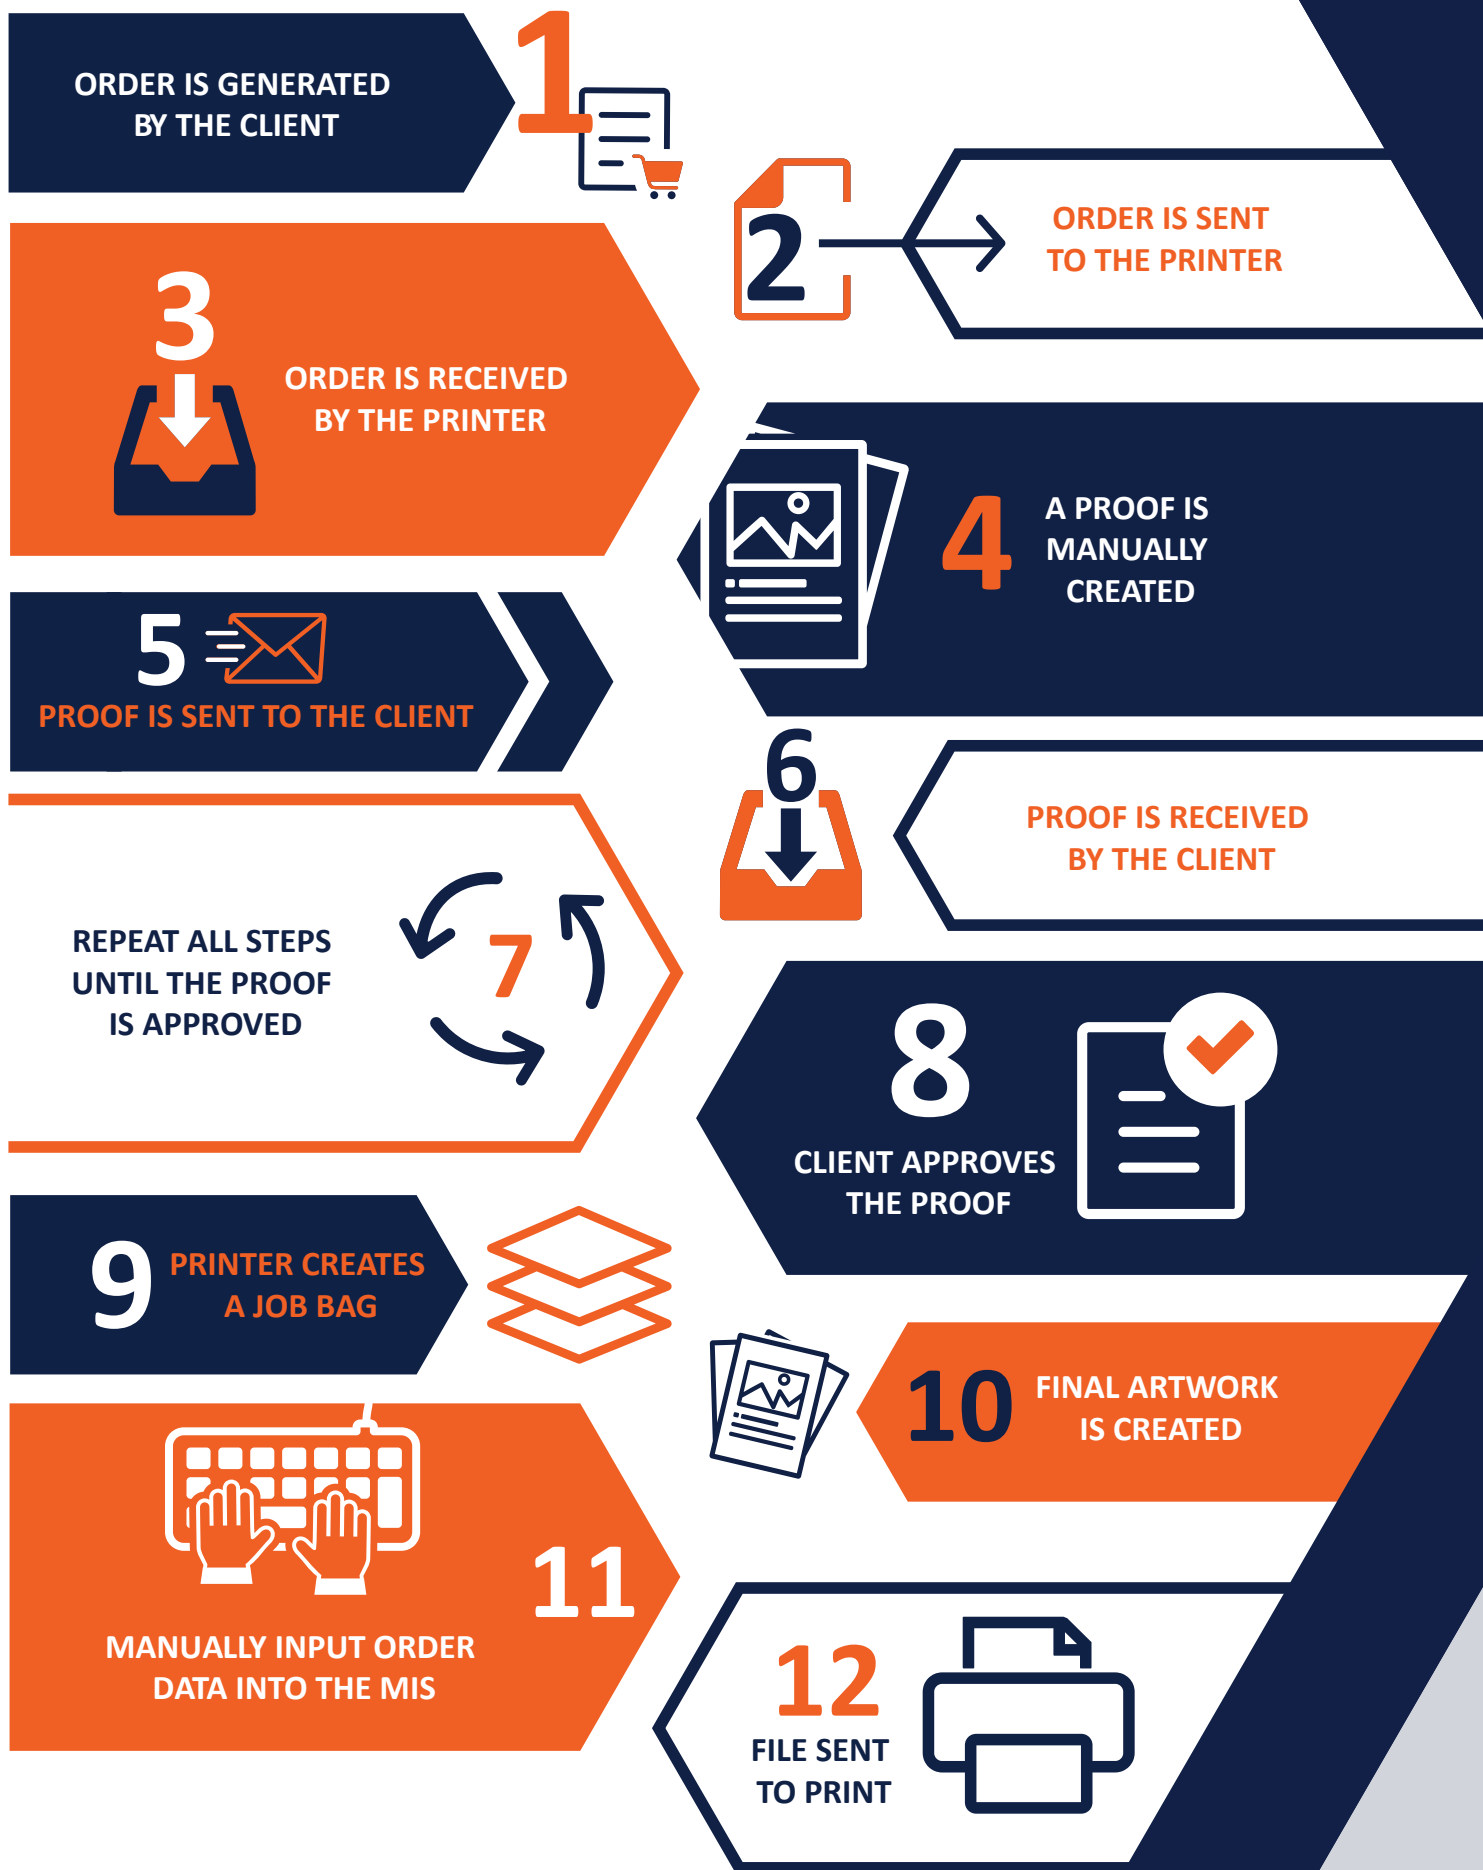 1
ORDER IS GENERATED
BY THE CLIENT
2
ORDER IS SENT
TO THE PRINTER
3
ORDER IS RECEIVED
BY THE PRINTER
4
A PROOF IS
MANUALLY
CREATED
5
PROOF IS SENT TO THE CLIENT
6
PROOF IS RECEIVED
BY THE CLIENT
7
REPEAT ALL STEPS
UNTIL THE PROOF
IS APPROVED
8
CLIENT APPROVES
THE PROOF
9
PRINTER CREATES
A JOB BAG
10
FINAL ARTWORK
IS CREATED
11
MANUALLY INPUT ORDER
DATA INTO THE MIS
12
FILE SENT
TO PRINT